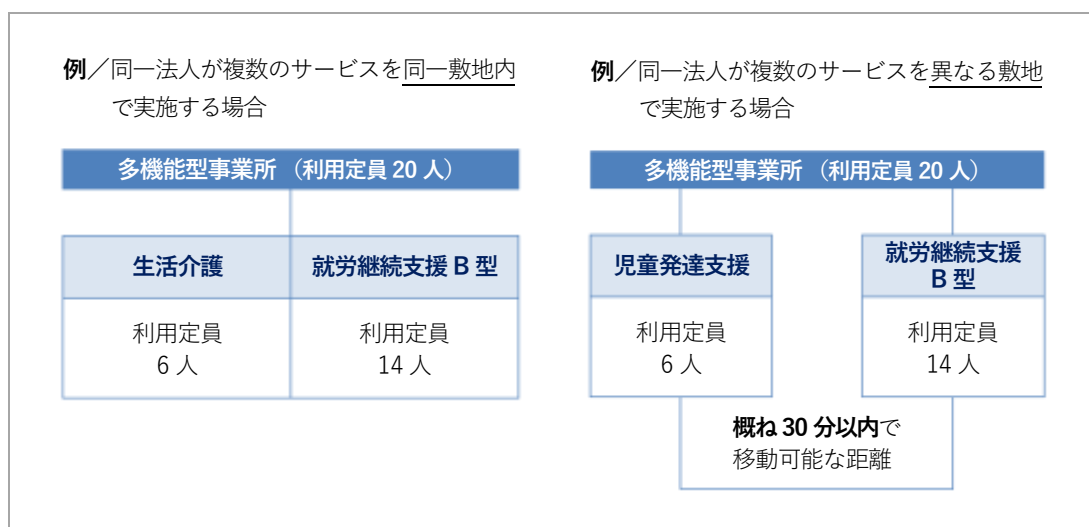 例／同一法人が複数のサービスを同一敷地内
で実施する場合
多機能型事業所（利用定員 20 人）
生活介護
就労継続支援 B 型
利用定員
6 人
利用定員
14 人
例／同一法人が複数のサービスを異なる敷地
で実施する場合
多機能型事業所（利用定員 20 人）
児童発達支援
就労継続支援
B 型
利用定員
6 人
利用定員
14 人
概ね 30 分以内で
移動可能な距離